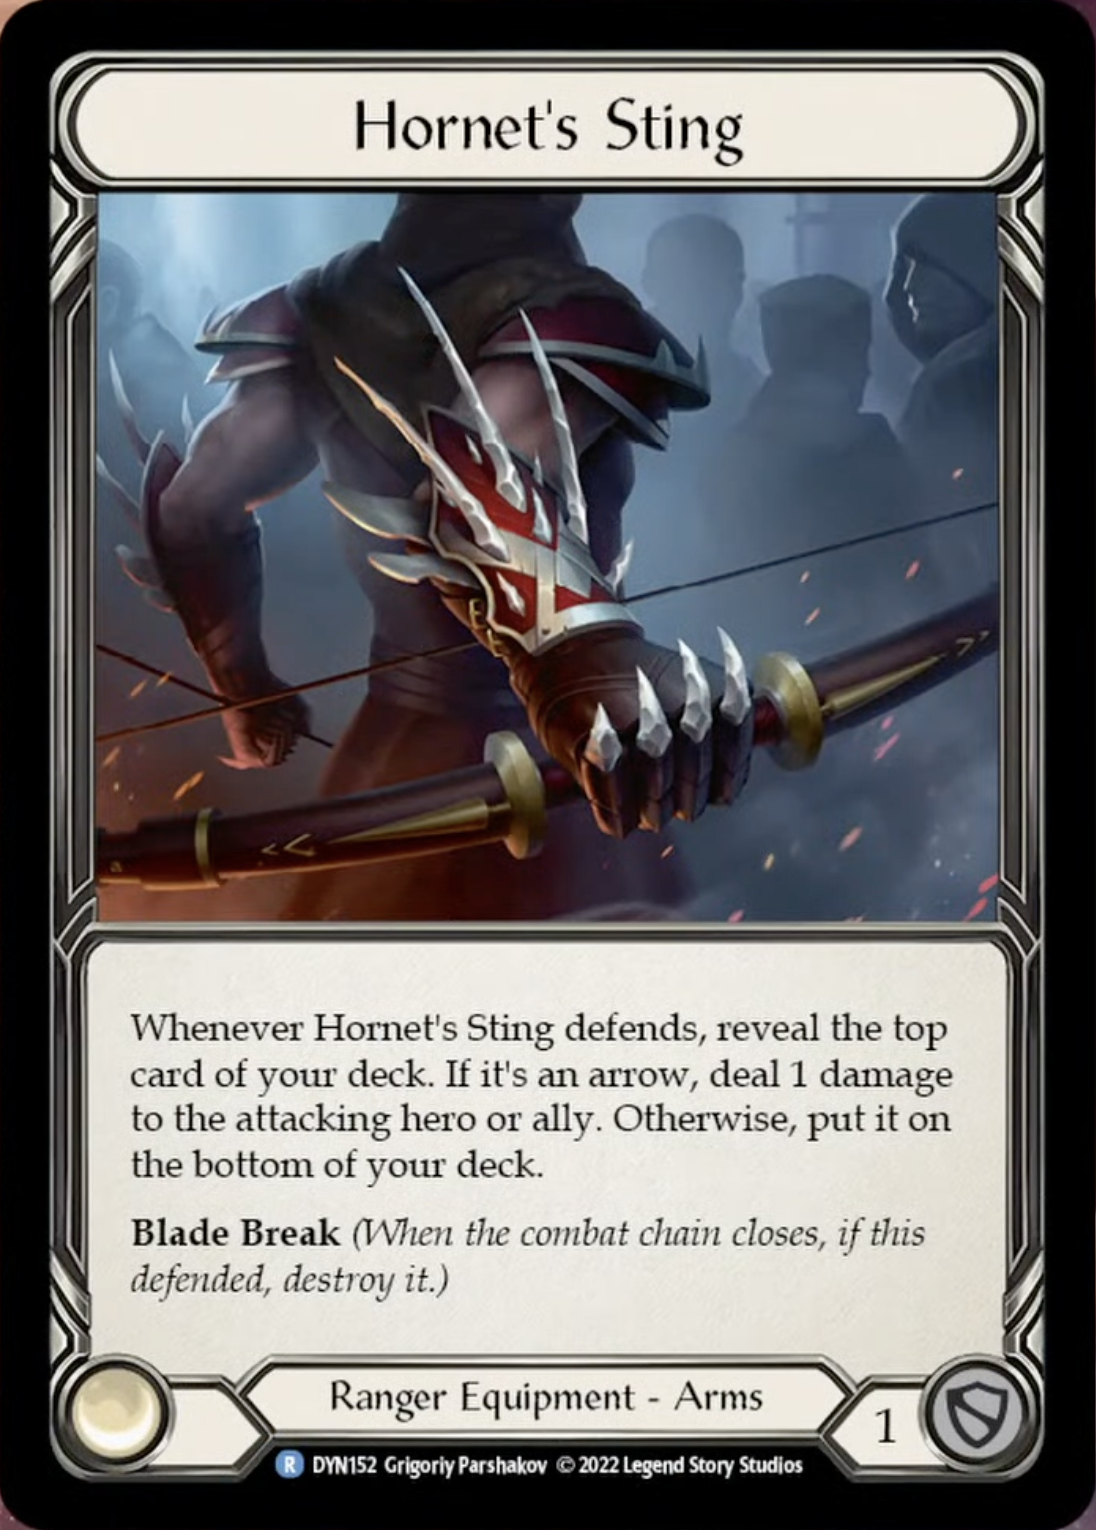 Hornet's Sting
Whenever Hornet's Sting defends, reveal the top
card of your deck. If it's an arrow, deal 1 damage
to the attacking hero or ally. Otherwise, put it on
the bottom of your deck.
Blade Break (When the combat chain closes, if this
defended, destroy it.)
Ranger Equipment - Arms
1
R DYN152 Grigoriy Parshakov © 2022 Legend Story Studios